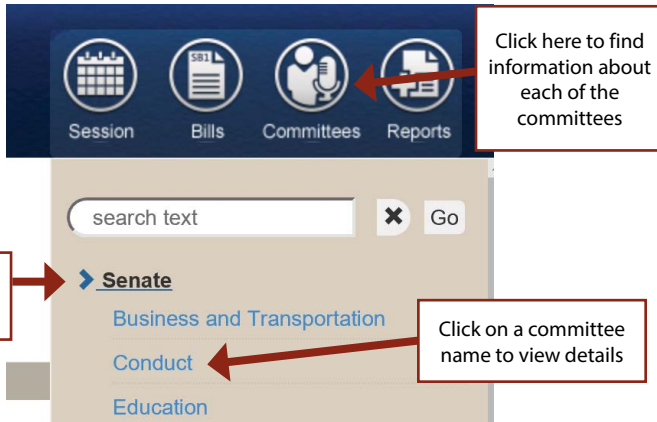 Click here to find
information about
each of the
committees
SB1
Session
Bills
Committees
Reports
search text
Go
Senate
Business and Transportation
Conduct
Education
Click on a committee
name to view details